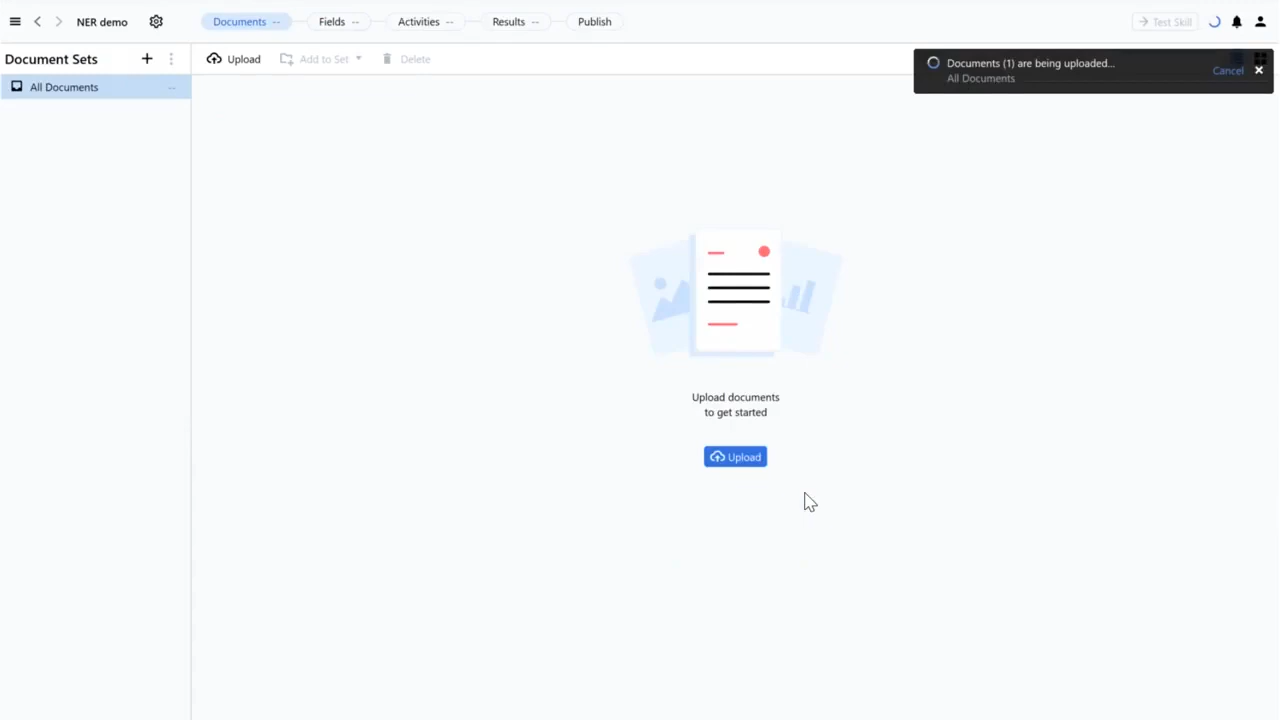 NER demo
Documents --
Fields --
Activities --
Results --
Publish
Test Skill
Document Sets
Upload
Add to Set
Delete
All Documents --
Documents (1) are being uploaded...
All Documents
Cancel
Upload documents
to get started
Upload